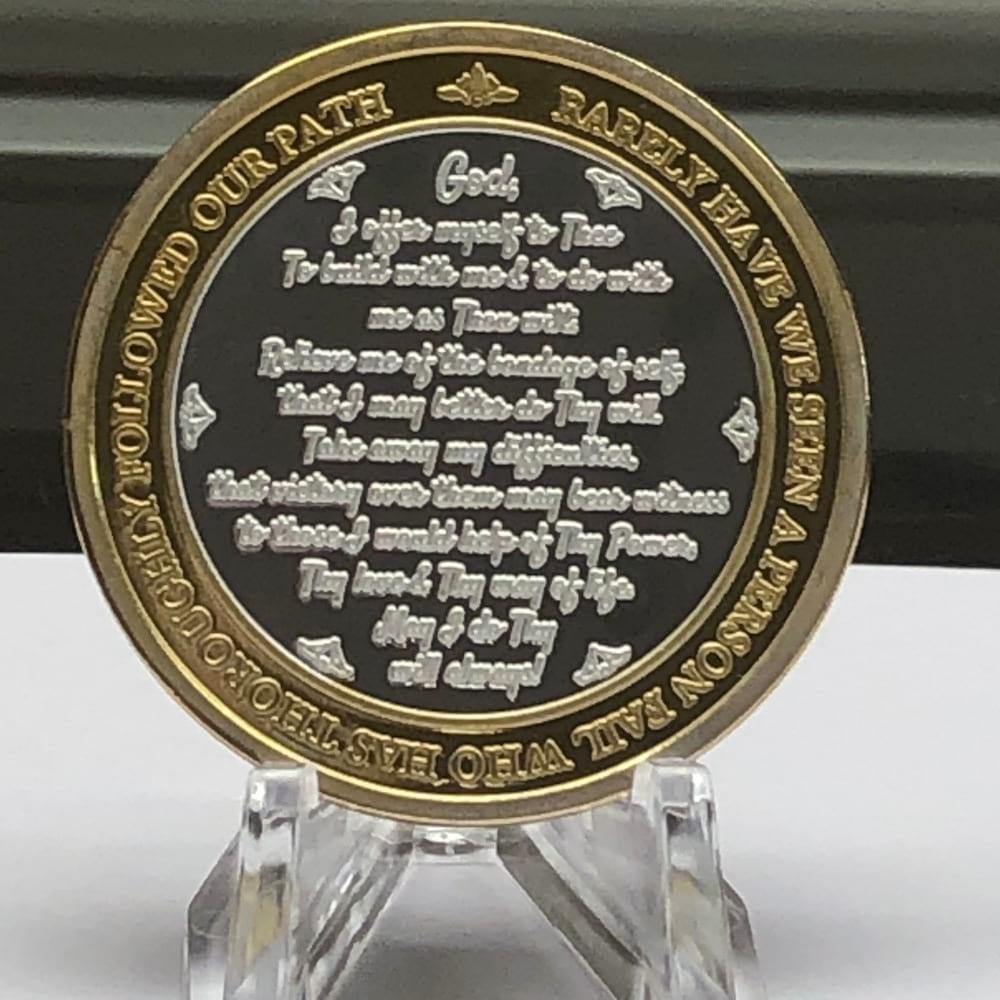 RARELY HAVE WE SEEN A PERSON FAIL WHO HAS THOROUGHLY FOLLOWED OUR PATH
God,
I offer myself to Thee
To build with me & to do with
me as Thou wilt.
Relieve me of the bondage of self,
that I may better do Thy will.
Take away my difficulties,
that victory over them may bear witness
to those I would help of Thy Power,
Thy love & Thy way of life.
May I do Thy
will always!